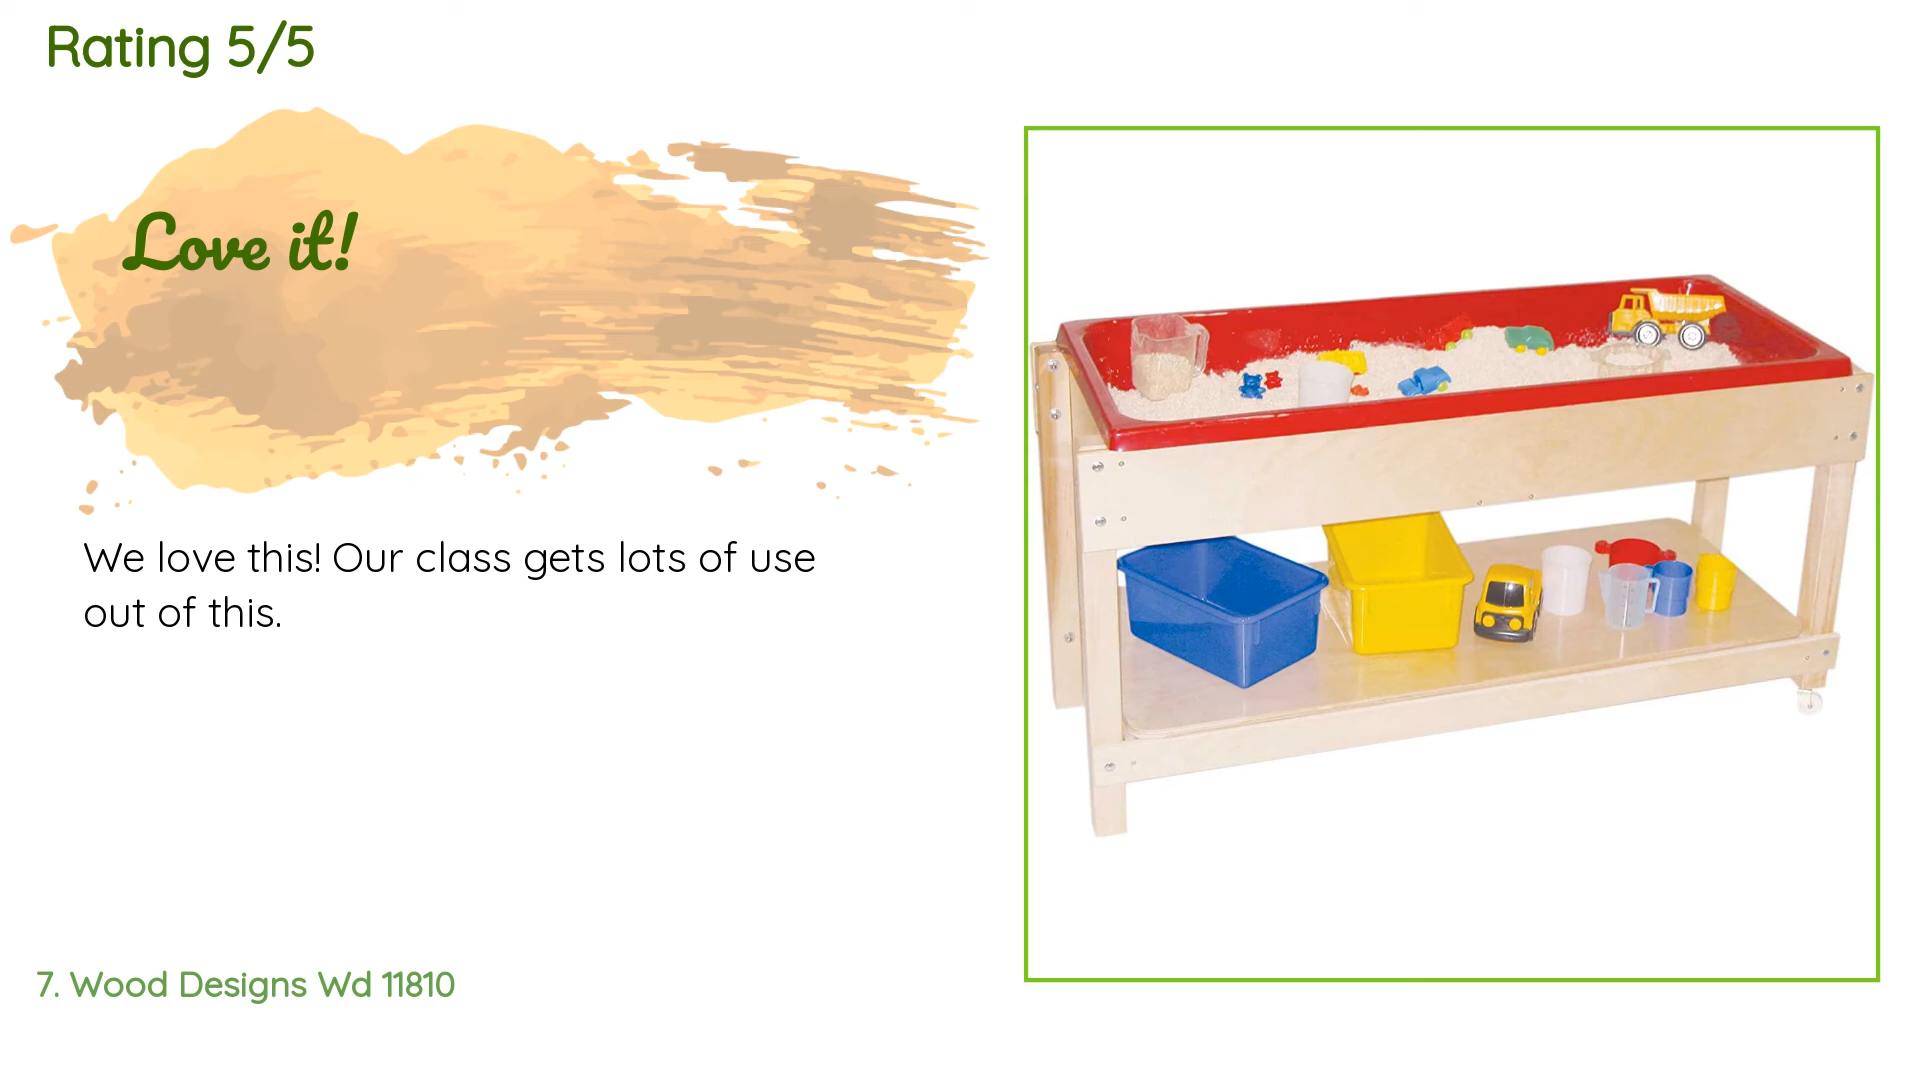 Rating 5/5
Love it!
We love this! Our class gets lots of use
out of this.
7. Wood Designs Wd 11810